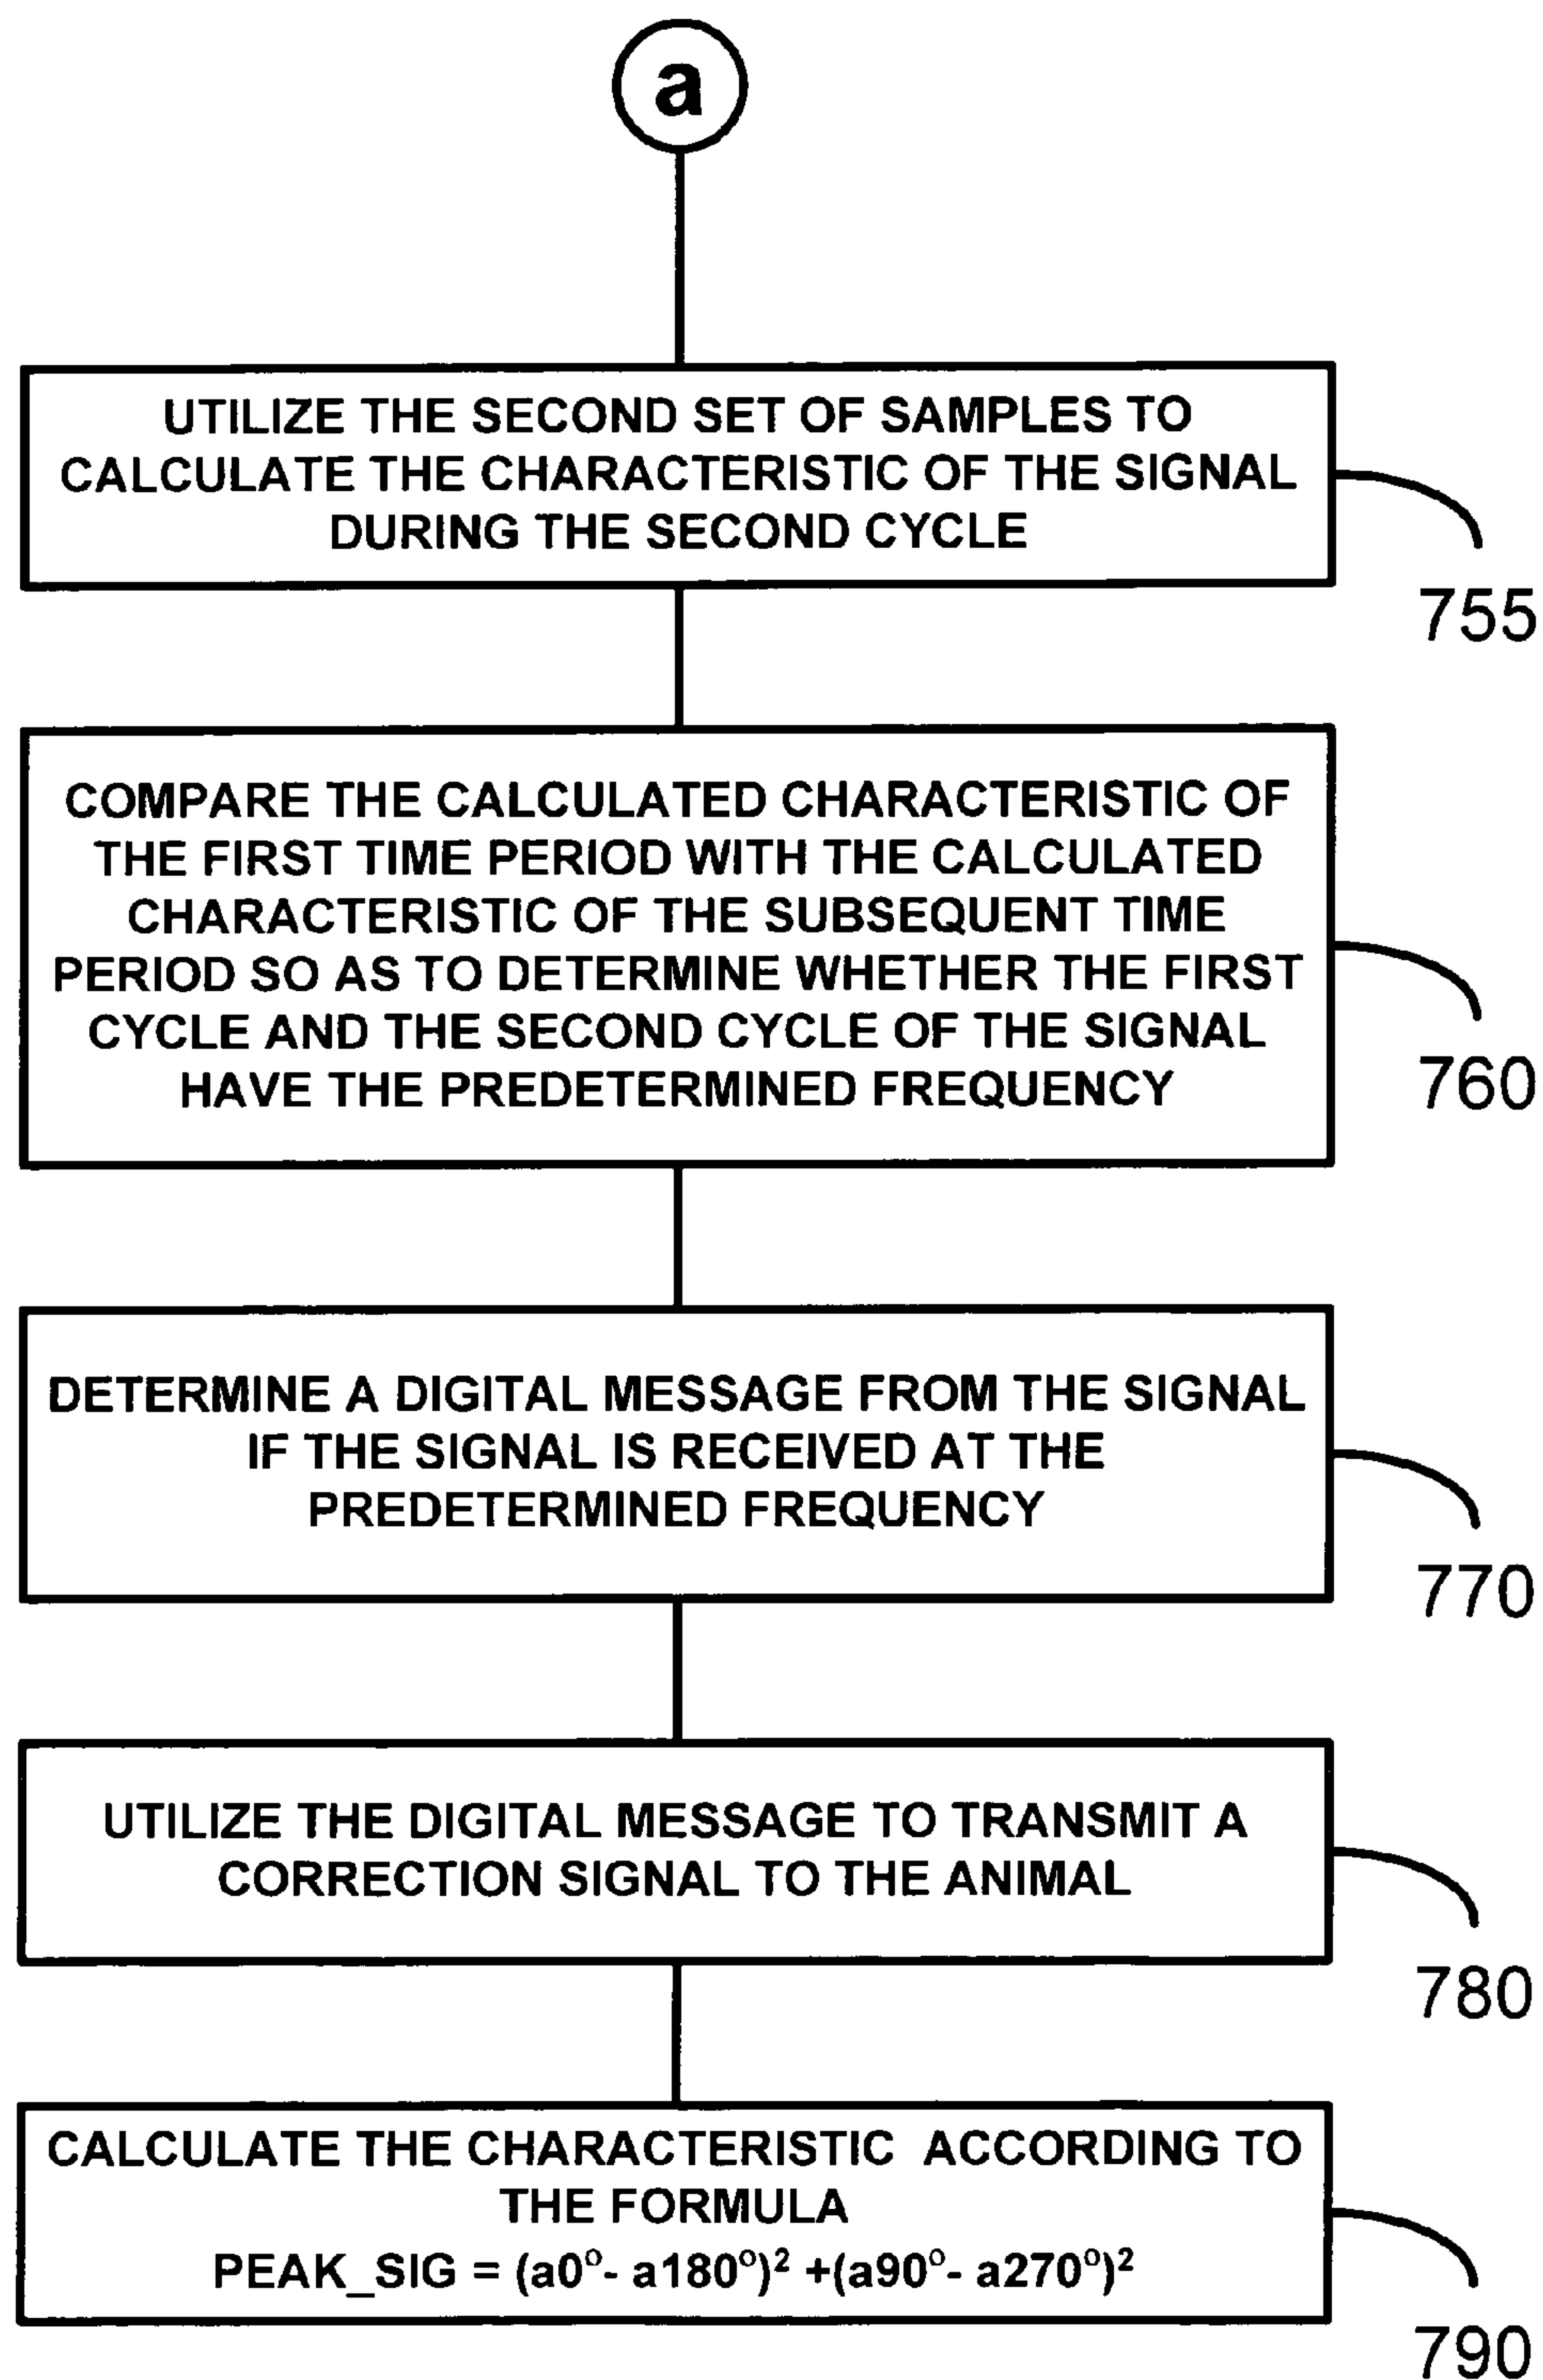 a
UTILIZE THE SECOND SET OF SAMPLES TO
CALCULATE THE CHARACTERISTIC OF THE SIGNAL
DURING THE SECOND CYCLE
755
COMPARE THE CALCULATED CHARACTERISTIC OF
THE FIRST TIME PERIOD WITH THE CALCULATED
CHARACTERISTIC OF THE SUBSEQUENT TIME
PERIOD SO AS TO DETERMINE WHETHER THE FIRST
CYCLE AND THE SECOND CYCLE OF THE SIGNAL
HAVE THE PREDETERMINED FREQUENCY
760
DETERMINE A DIGITAL MESSAGE FROM THE SIGNAL
IF THE SIGNAL IS RECEIVED AT THE
PREDETERMINED FREQUENCY
770
UTILIZE THE DIGITAL MESSAGE TO TRANSMIT A
CORRECTION SIGNAL TO THE ANIMAL
780
CALCULATE THE CHARACTERISTIC ACCORDING TO
THE FORMULA
PEAK_SIG = (a0°- a180°)² +(a90°- a270°)²
790